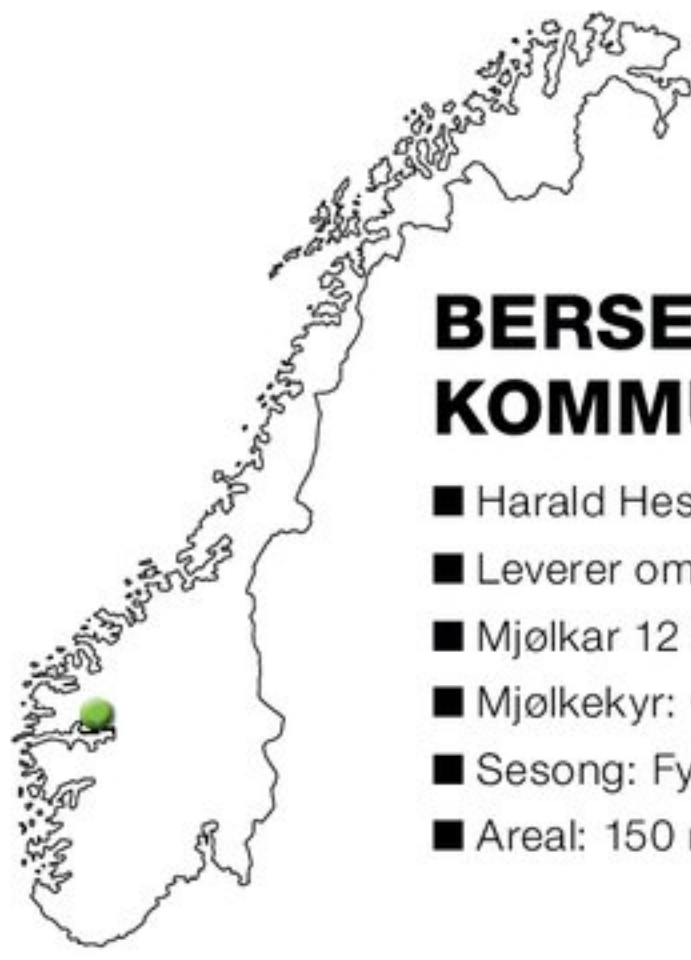 BERSE
KOMMU
■ Harald Hes
■ Leverer om
■ Mjølkar 12
■ Mjølkekyr:
■ Sesong: Fy
■ Areal: 150